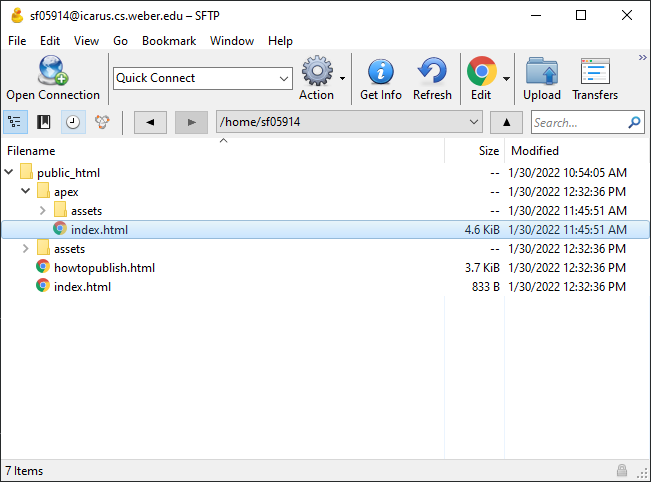 sf05914@icarus.cs.weber.edu – SFTP
File Edit View Go Bookmark Window Help
Open Connection Quick Connect Action Get Info Refresh Edit Upload Transfers
/home/sf05914 Search...
Filename Size Modified
public_html -- 1/30/2022 10:54:05 AM
apex -- 1/30/2022 12:32:36 PM
assets -- 1/30/2022 11:45:51 AM
index.html 4.6 KiB 1/30/2022 11:45:51 AM
assets -- 1/30/2022 12:32:36 PM
howtopublish.html 3.7 KiB 1/30/2022 12:32:36 PM
index.html 833 B 1/30/2022 12:32:36 PM
7 Items